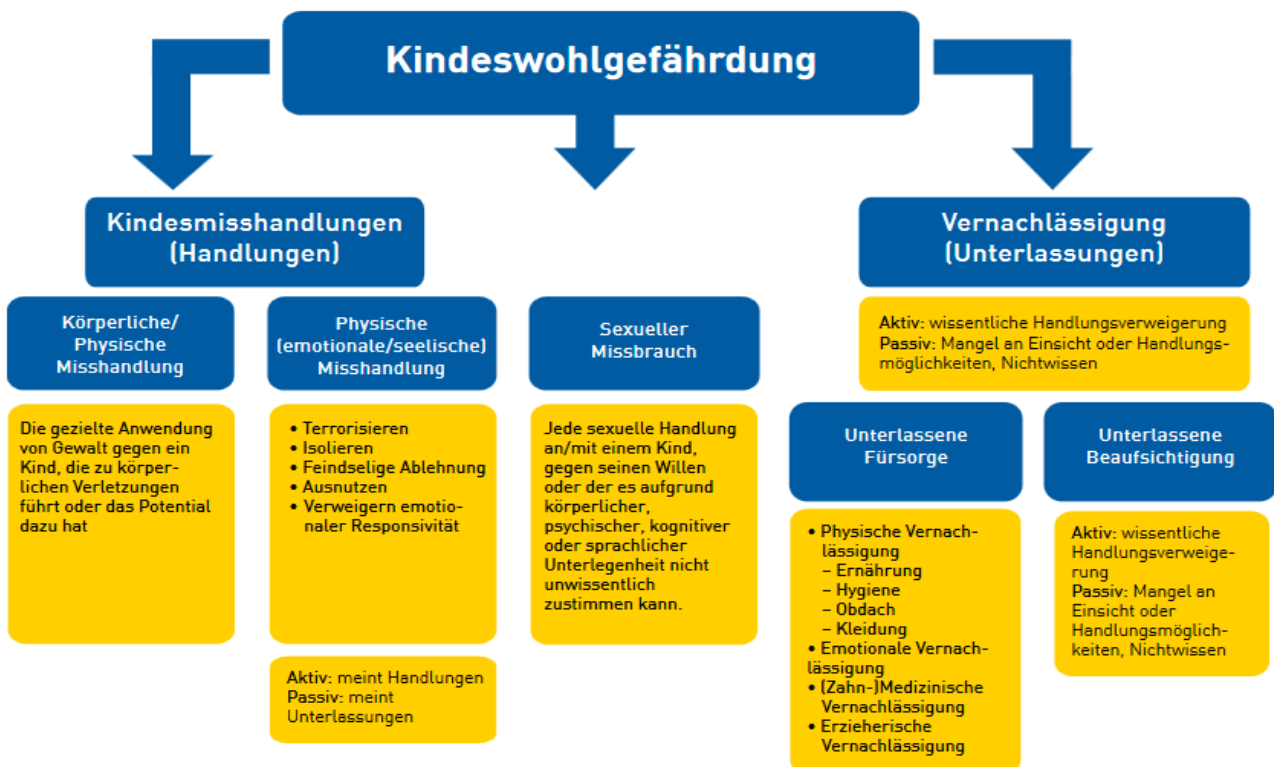 Kindeswohlgefährdung
Kindesmisshandlungen
(Handlungen)
Körperliche/
Physische
Misshandlung
Die gezielte Anwendung
von Gewalt gegen ein
Kind, die zu körper-
lichen Verletzungen
führt oder das Potential
dazu hat
Physische
(emotionale/seelische)
Misshandlung
• Terrorisieren
• Isolieren
• Feindselige Ablehnung
• Ausnutzen
• Verweigern emotio-
naler Responsivität
Aktiv: meint Handlungen
Passiv: meint
Unterlassungen
Sexueller
Missbrauch
Jede sexuelle Handlung
an/mit einem Kind,
gegen seinen Willen
oder der es aufgrund
körperlicher,
psychischer, kognitiver
oder sprachlicher
Unterlegenheit nicht
unwissentlich
zustimmen kann.
Vernachlässigung
(Unterlassungen)
Aktiv: wissentliche Handlungsverweigerung
Passiv: Mangel an Einsicht oder Handlungs-
möglichkeiten, Nichtwissen
Unterlassene
Fürsorge
• Physische Vernach-
lässigung
– Ernährung
– Hygiene
– Obdach
– Kleidung
• Emotionale Vernach-
lässigung
• (Zahn-)Medizinische
Vernachlässigung
• Erzieherische
Vernachlässigung
Unterlassene
Beaufsichtigung
Aktiv: wissentliche
Handlungsverweige-
rung
Passiv: Mangel an
Einsicht oder
Handlungsmöglich-
keiten, Nichtwissen